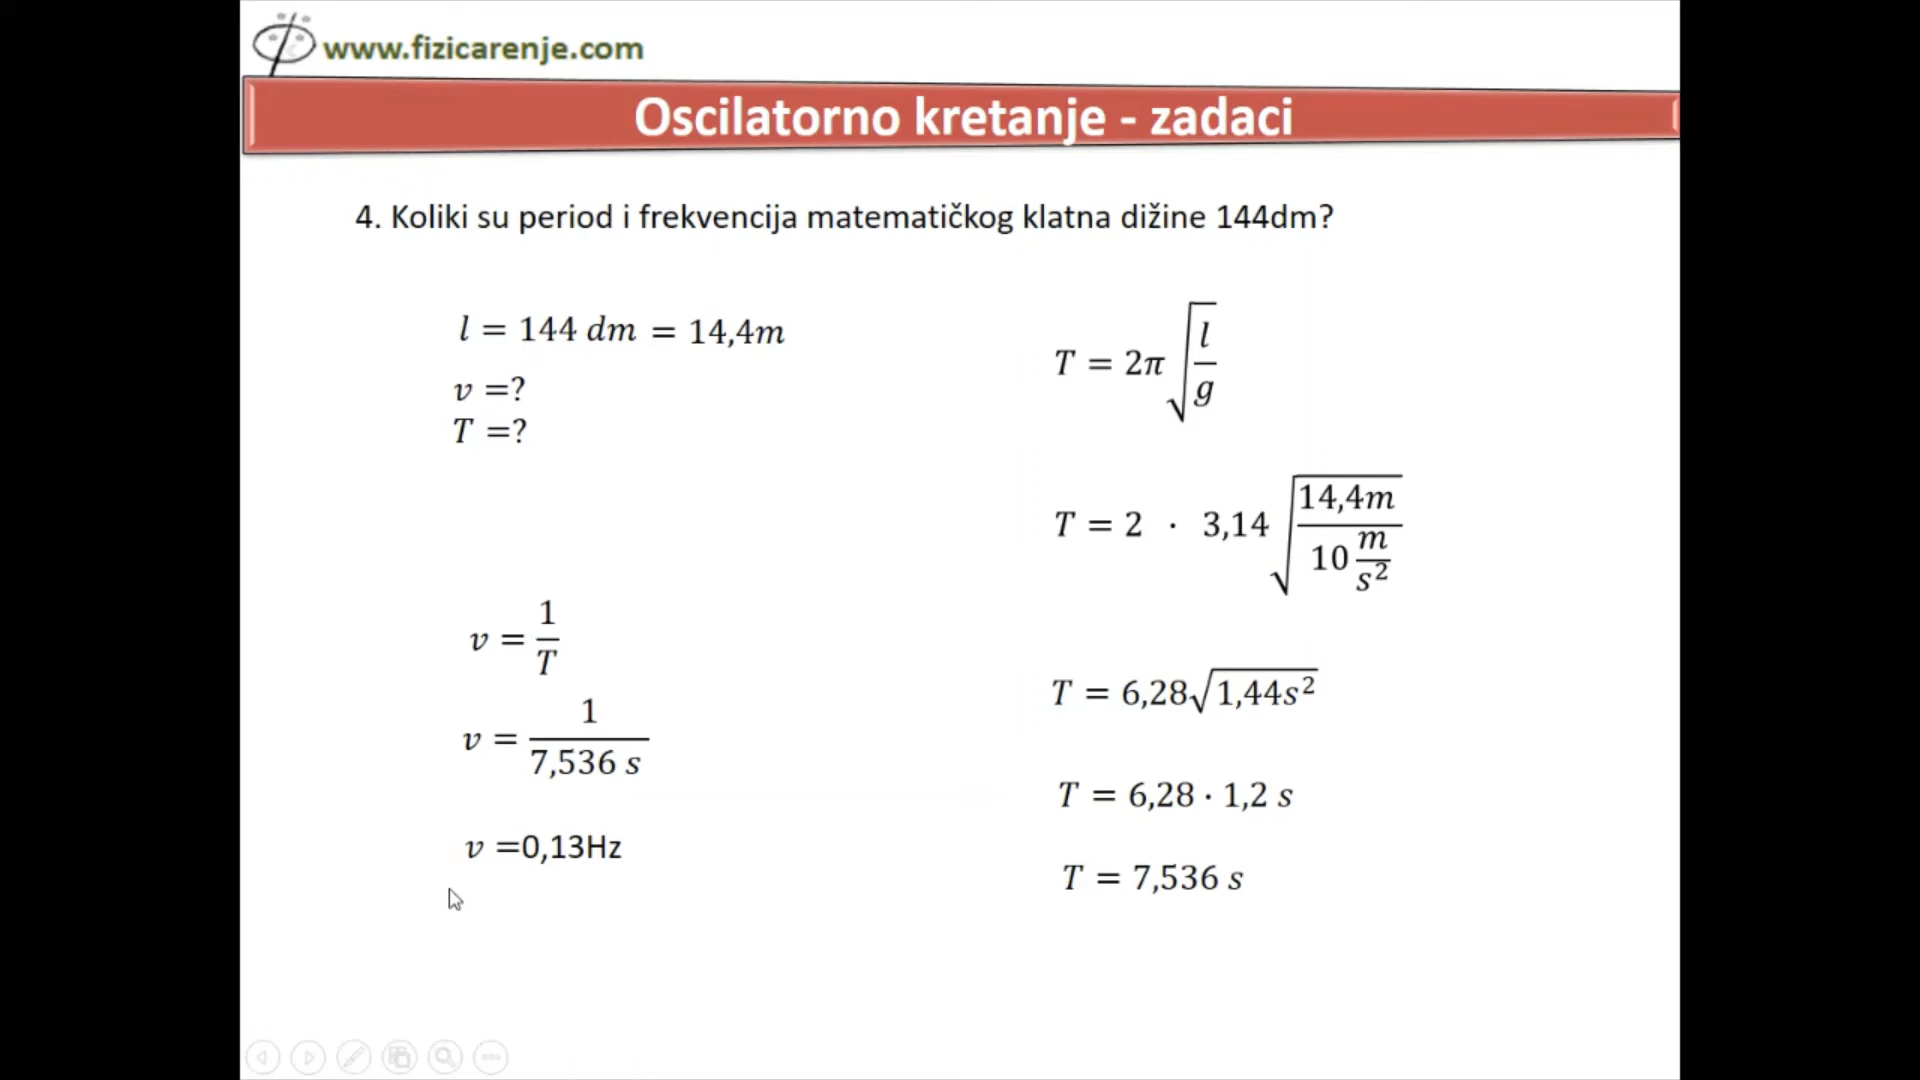 www.fizicarenje.com
Oscilatorno kretanje - zadaci
4. Koliki su period i frekvencija matematičkog klatna dižine 144dm?
l = 144 dm = 14,4m
ν =?
T =?
ν = 1/T
ν = 1/(7,536 s)
ν =0,13Hz
T = 2π√(l/g)
T = 2 · 3,14 √(14,4m/(10 m/s²))
T = 6,28√(1,44s²)
T = 6,28 · 1,2 s
T = 7,536 s